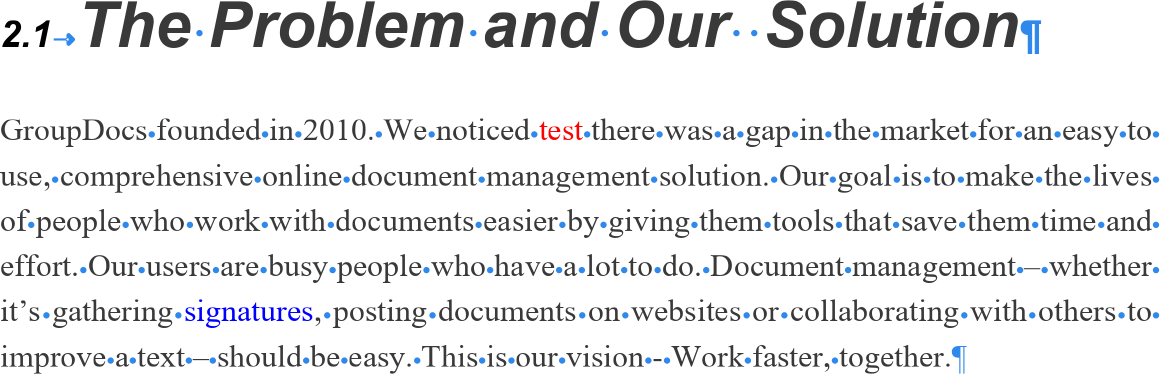 2.1→The·Problem·and·Our··Solution¶
GroupDocs·founded·in·2010.·We·noticed·test·there·was·a·gap·in·the·market·for·an·easy·to·
use,·comprehensive·online·document·management·solution.·Our·goal·is·to·make·the·lives·
of·people·who·work·with·documents·easier·by·giving·them·tools·that·save·them·time·and·
effort.·Our·users·are·busy·people·who·have·a·lot·to·do.·Document·management·–·whether·
it’s·gathering·signatures,·posting·documents·on·websites·or·collaborating·with·others·to·
improve·a·text·–·should·be·easy.·This·is·our·vision·-·Work·faster,·together.¶